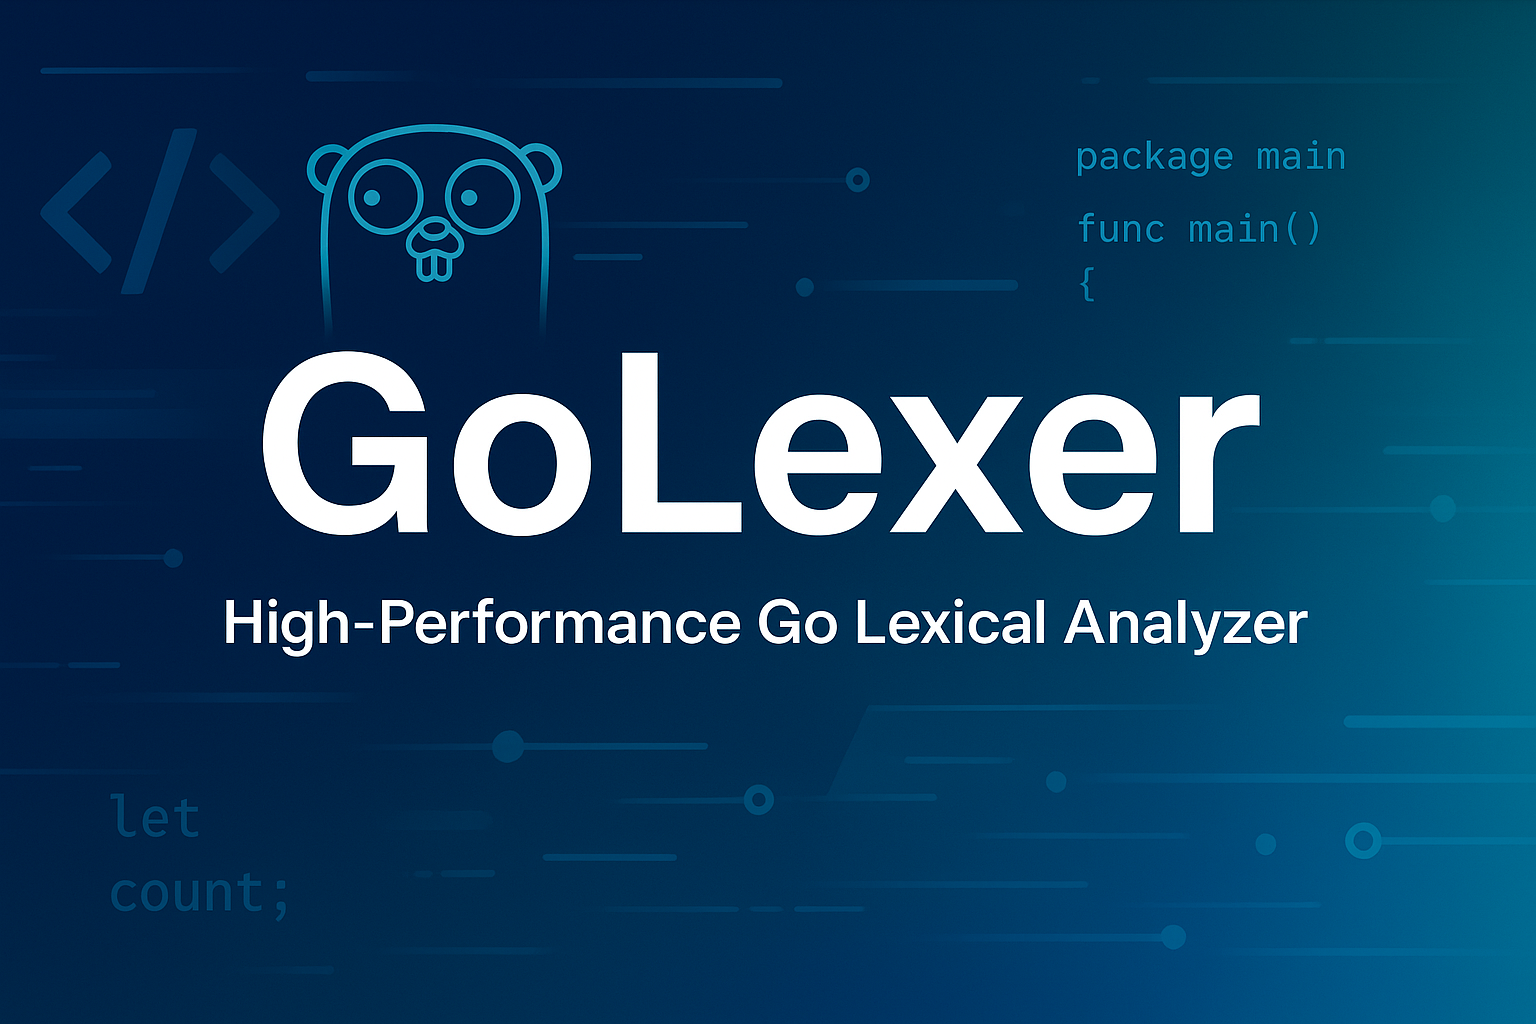 </>
package main
func main()
{
GoLexer
High-Performance Go Lexical Analyzer
let
count;